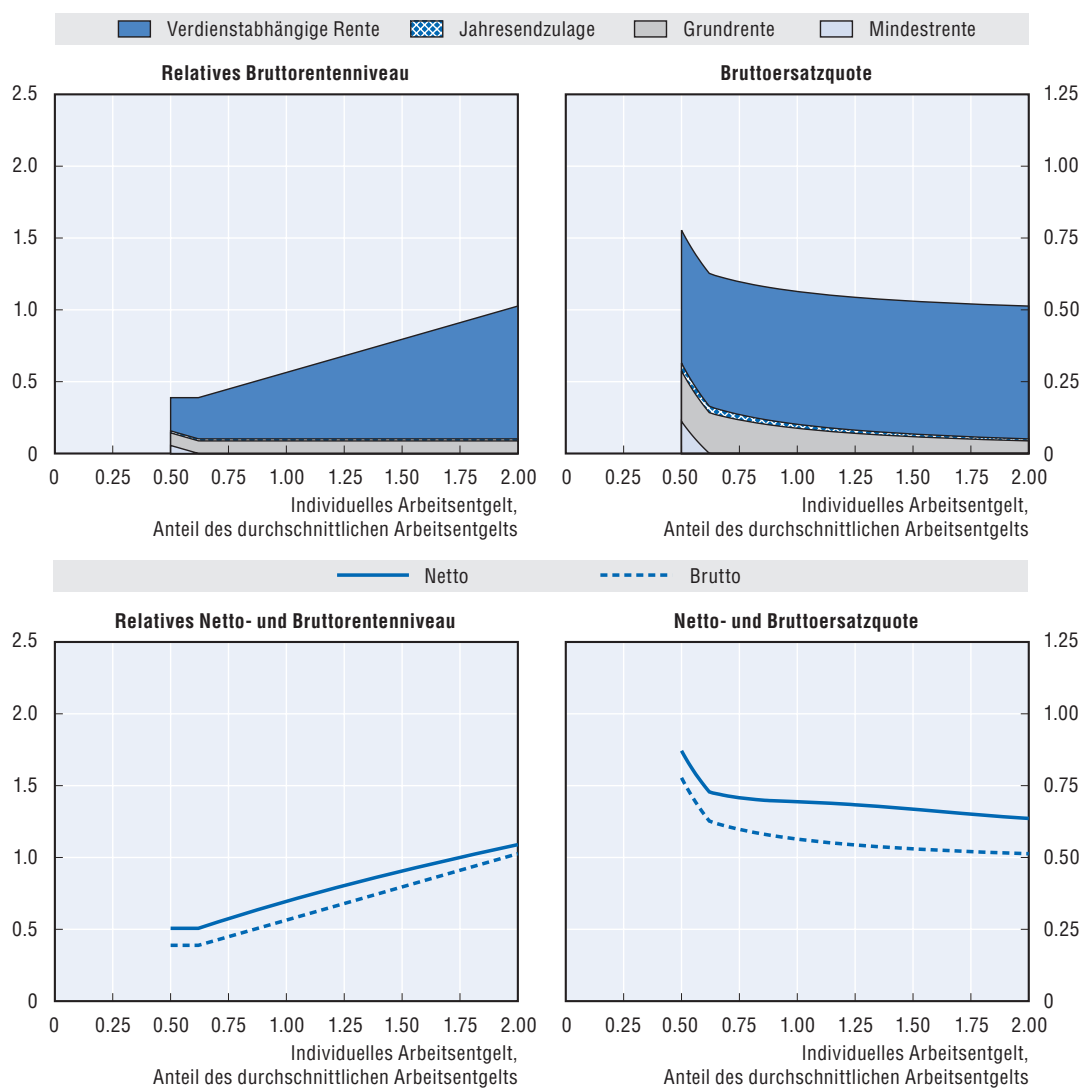 Verdienstabhängige Rente Jahresendzulage Grundrente Mindestrente
Relatives Bruttorentenniveau
2.5
2.0
1.5
1.0
0.5
0
0 0.25 0.50 0.75 1.00 1.25 1.50 1.75 2.00
Individuelles Arbeitsentgelt,
Anteil des durchschnittlichen Arbeitsentgelts
Bruttoersatzquote
1.25
1.00
0.75
0.50
0.25
0
0 0.25 0.50 0.75 1.00 1.25 1.50 1.75 2.00
Individuelles Arbeitsentgelt,
Anteil des durchschnittlichen Arbeitsentgelts
Netto Brutto
Relatives Netto- und Bruttorentenniveau
2.5
2.0
1.5
1.0
0.5
0
0 0.25 0.50 0.75 1.00 1.25 1.50 1.75 2.00
Individuelles Arbeitsentgelt,
Anteil des durchschnittlichen Arbeitsentgelts
Netto- und Bruttoersatzquote
1.25
1.00
0.75
0.50
0.25
0
0 0.25 0.50 0.75 1.00 1.25 1.50 1.75 2.00
Individuelles Arbeitsentgelt,
Anteil des durchschnittlichen Arbeitsentgelts